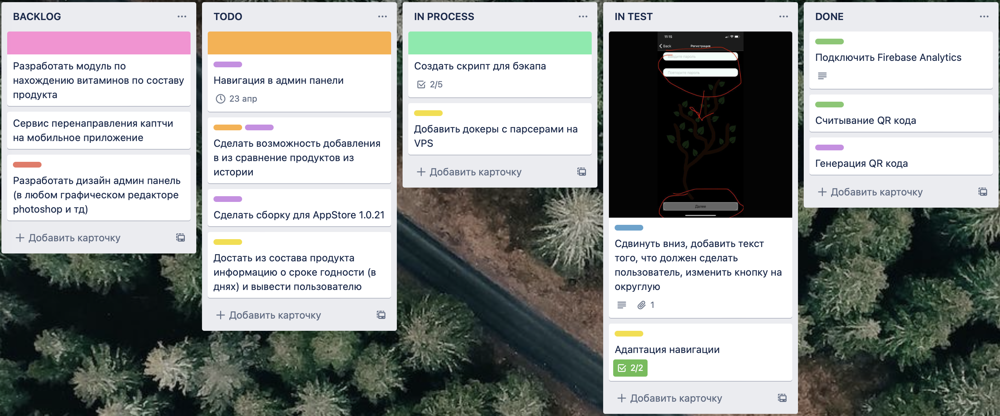 BACKLOG
Разработать модуль по
нахождению витаминов по составу
продукта
Сервис перенаправления каптчи
на мобильное приложение
Разработать дизайн админ панель
(в любом графическом редакторе
photoshop и тд)
+ Добавить карточку
TODO
Навигация в админ панели
23 апр
Сделать возможность добавления
в из сравнение продуктов из
истории
Сделать сборку для AppStore 1.0.21
Достать из состава продукта
информацию о сроке годности (в
днях) и вывести пользователю
+ Добавить карточку
IN PROCESS
Создать скрипт для бэкапа
2/5
Добавить докеры с парсерами на
VPS
+ Добавить карточку
IN TEST
11:15
Back
Регистрация
Введите пароль
Повторите пароль
Далее
Сдвинуть вниз, добавить текст
того, что должен сделать
пользователь, изменить кнопку на
округлую
1
Адаптация навигации
2/2
+ Добавить карточку
DONE
Подключить Firebase Analytics
Считывание QR кода
Генерация QR кода
+ Добавить карточку